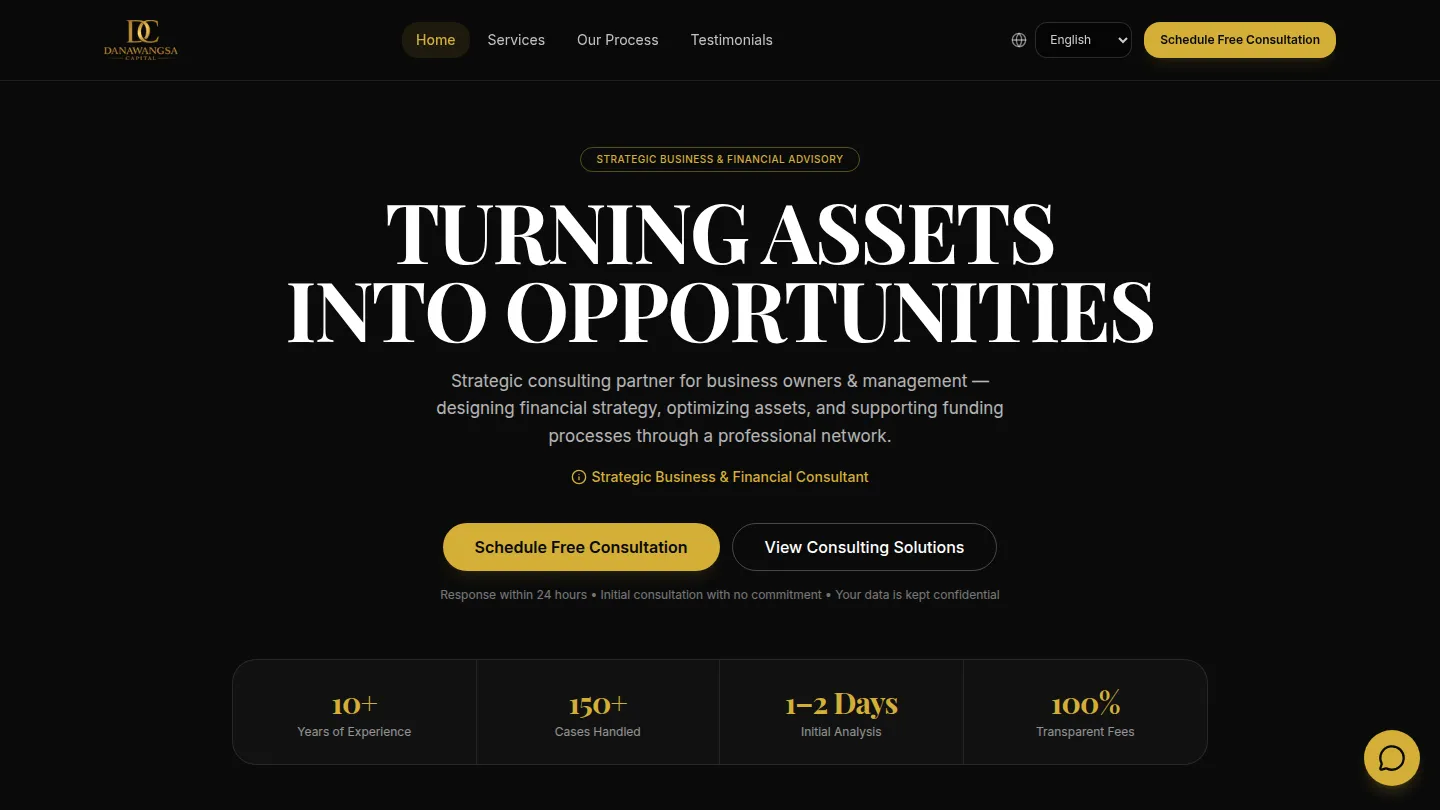 DC
DANAWANGSA
CAPITAL
Home
Services
Our Process
Testimonials
English
Schedule Free Consultation
STRATEGIC BUSINESS & FINANCIAL ADVISORY
TURNING ASSETS
INTO OPPORTUNITIES
Strategic consulting partner for business owners & management —
designing financial strategy, optimizing assets, and supporting funding
processes through a professional network.
Strategic Business & Financial Consultant
Schedule Free Consultation
View Consulting Solutions
Response within 24 hours • Initial consultation with no commitment • Your data is kept confidential
10+
Years of Experience
150+
Cases Handled
1–2 Days
Initial Analysis
100%
Transparent Fees